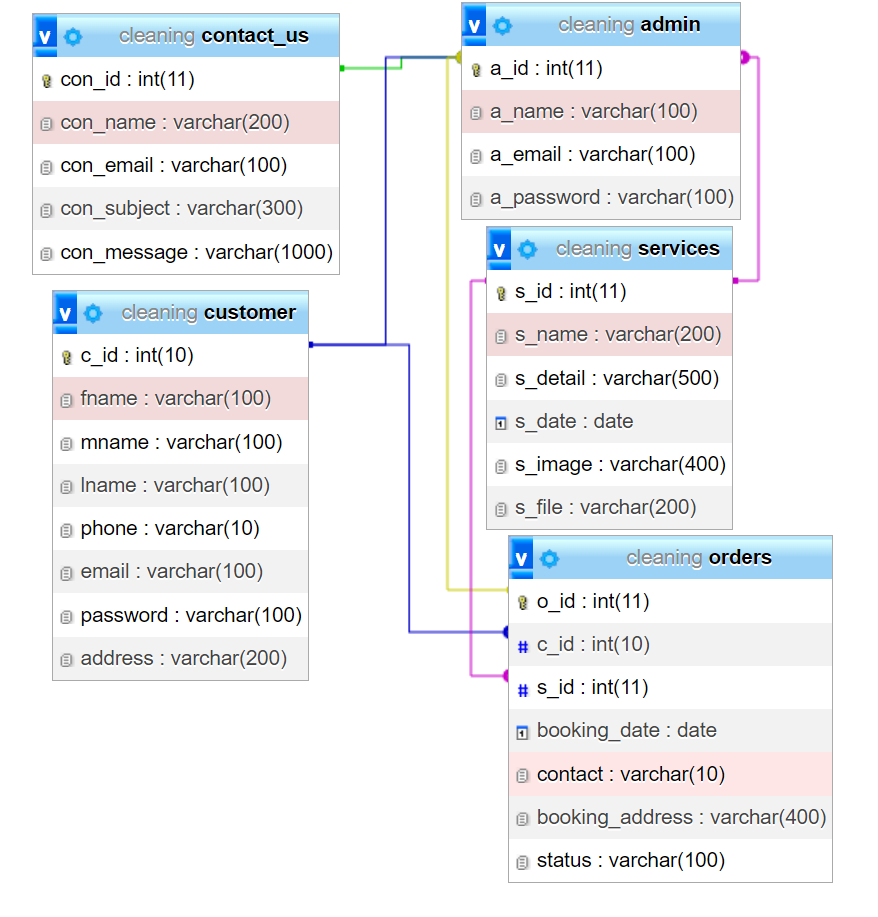 v cleaning contact_us
con_id : int(11)
con_name : varchar(200)
con_email : varchar(100)
con_subject : varchar(300)
con_message : varchar(1000)
v cleaning admin
a_id : int(11)
a_name : varchar(100)
a_email : varchar(100)
a_password : varchar(100)
v cleaning services
s_id : int(11)
s_name : varchar(200)
s_detail : varchar(500)
s_date : date
s_image : varchar(400)
s_file : varchar(200)
v cleaning customer
c_id : int(10)
fname : varchar(100)
mname : varchar(100)
lname : varchar(100)
phone : varchar(10)
email : varchar(100)
password : varchar(100)
address : varchar(200)
v cleaning orders
o_id : int(11)
# c_id : int(10)
# s_id : int(11)
booking_date : date
contact : varchar(10)
booking_address : varchar(400)
status : varchar(100)